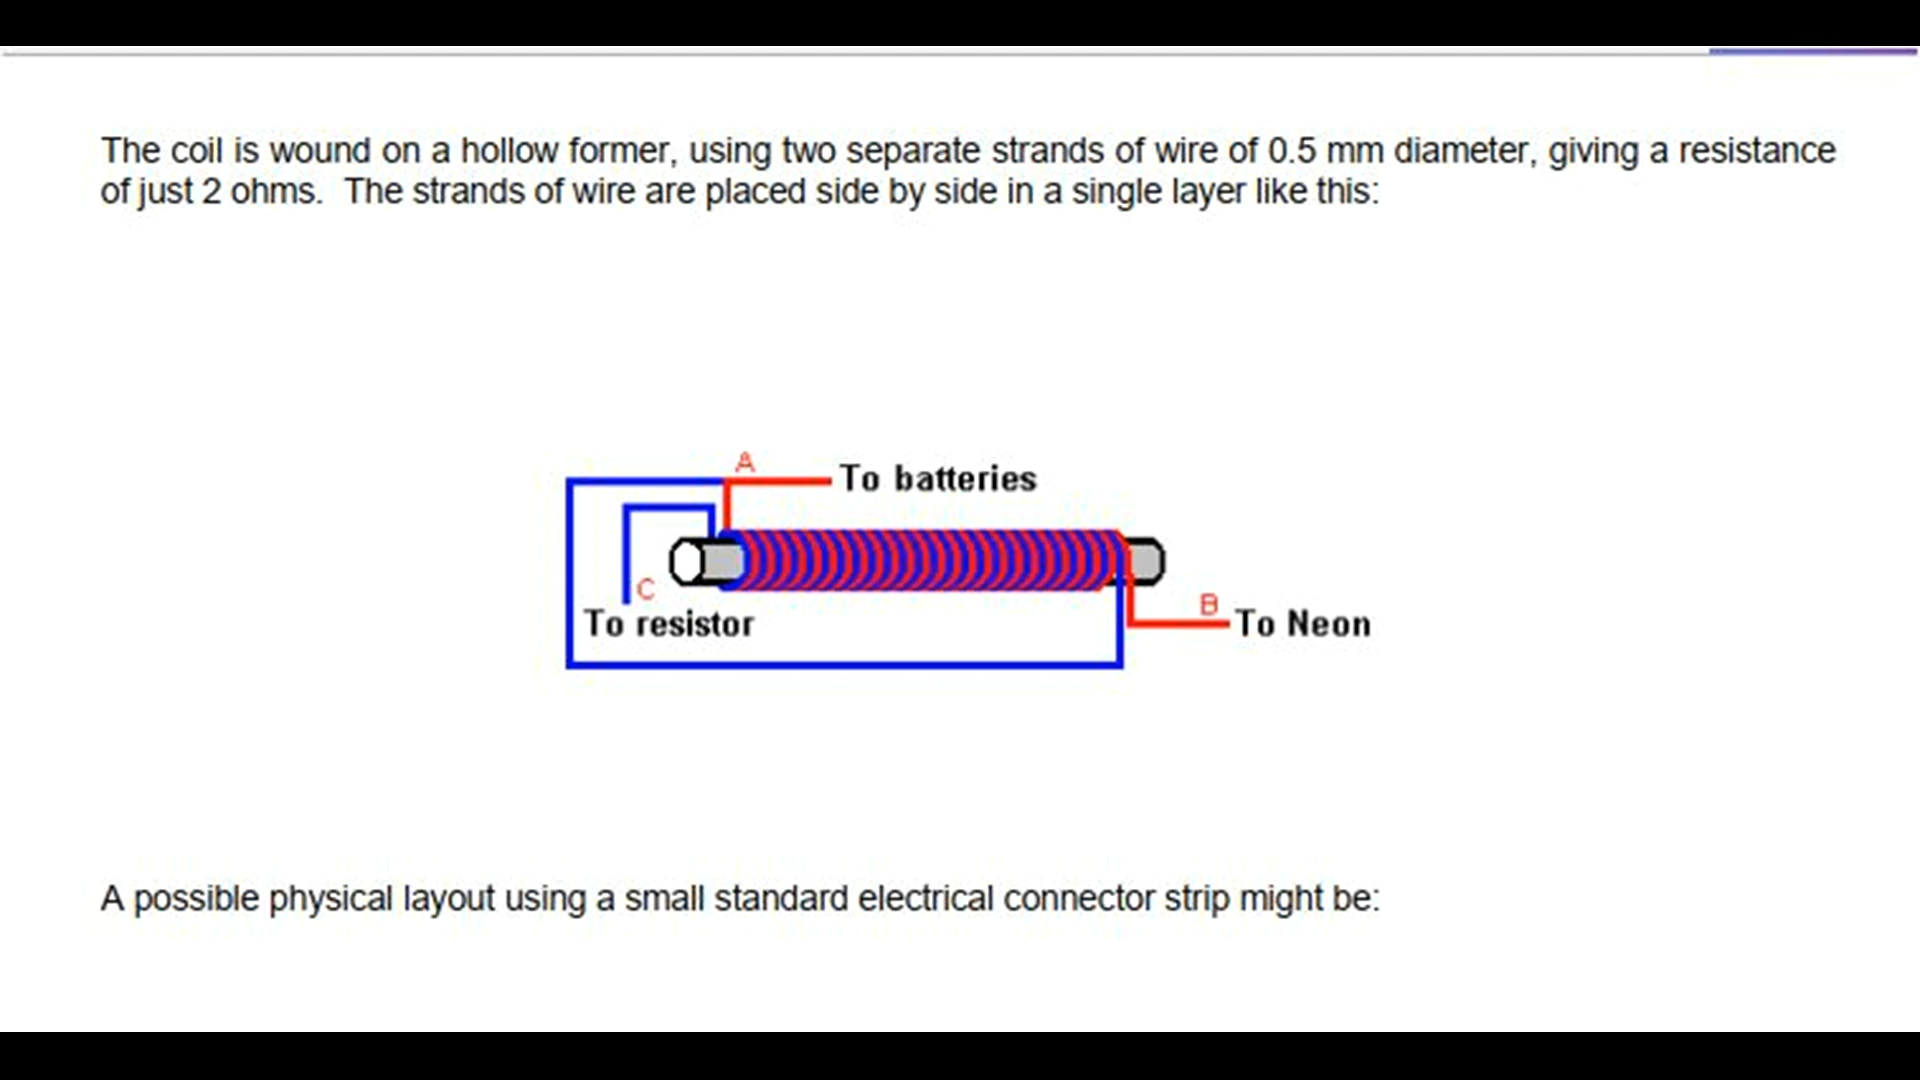 The coil is wound on a hollow former, using two separate strands of wire of 0.5 mm diameter, giving a resistance
of just 2 ohms. The strands of wire are placed side by side in a single layer like this:
A
To batteries
C
To resistor
B
To Neon
A possible physical layout using a small standard electrical connector strip might be: